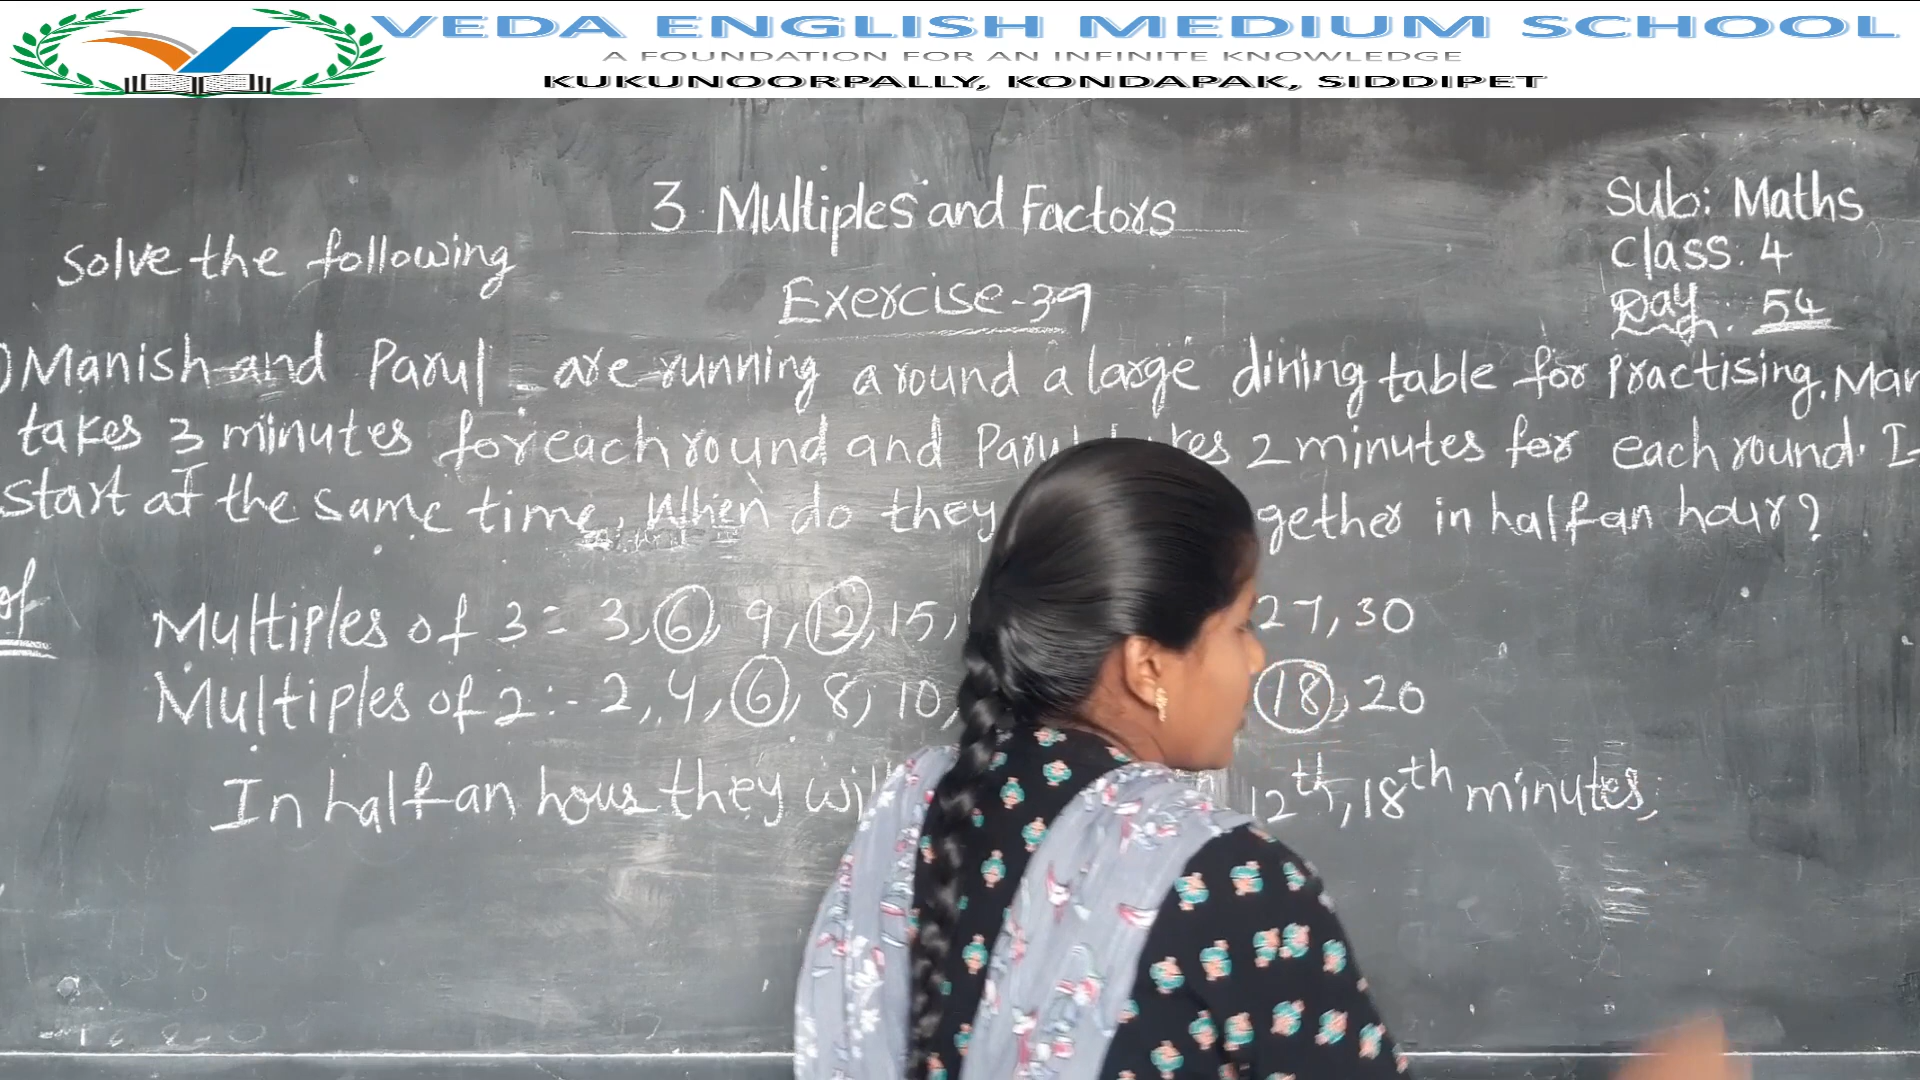 VEDA ENGLISH MEDIUM SCHOOL
A FOUNDATION FOR AN INFINITE KNOWLEDGE
KUKUNOORPALLY, KONDAPAK, SIDDIPET
3. Multiples and Factors
Sub: Maths
Class: 4
Day: 54
Solve the following
Exercise-39
) Manish and Parul are running around a large dining table for Practising. Man
takes 3 minutes for each round and Parul 2 minutes for each round. I
Start at the same time, When do they gether in half an hour?
Multiples of 3 = 3, 6, 9, 12, 15, 27, 30
Multiples of 2 :- 2, 4, 6, 8, 10, 18, 20
In half an hour they wil 12th, 18th minutes,